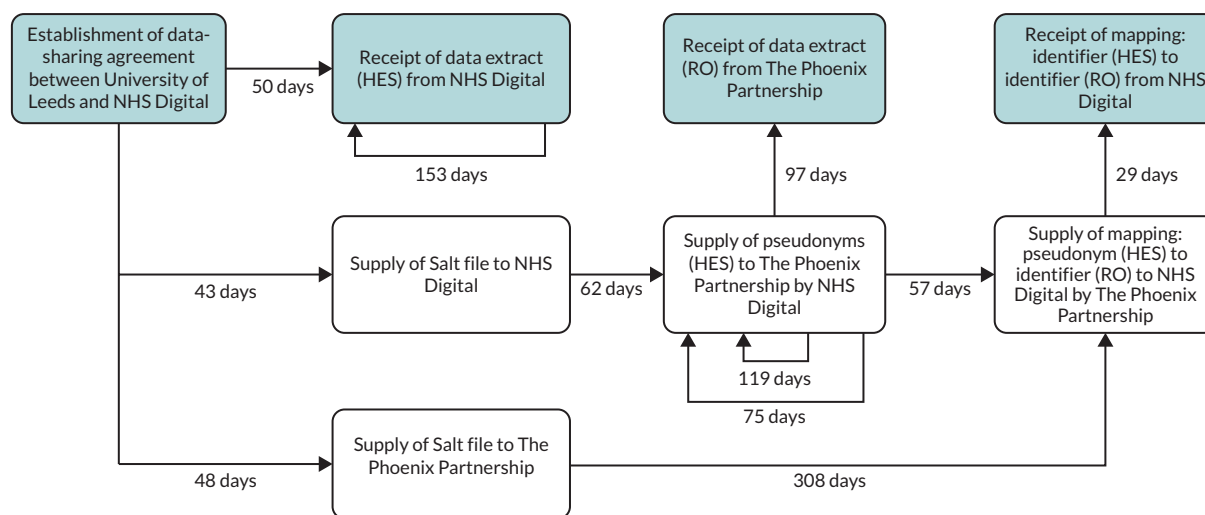 Establishment of data-
sharing agreement
between University of
Leeds and NHS Digital
50 days
Receipt of data extract
(HES) from NHS Digital
153 days
Receipt of data extract
(RO) from The Phoenix
Partnership
Receipt of mapping:
identifier (HES) to
identifier (RO) from NHS
Digital
97 days
29 days
43 days
Supply of Salt file to NHS
Digital
62 days
Supply of pseudonyms
(HES) to The Phoenix
Partnership by NHS
Digital
57 days
Supply of mapping:
pseudonym (HES) to
identifier (RO) to NHS
Digital by The Phoenix
Partnership
119 days
75 days
48 days
Supply of Salt file to The
Phoenix Partnership
308 days